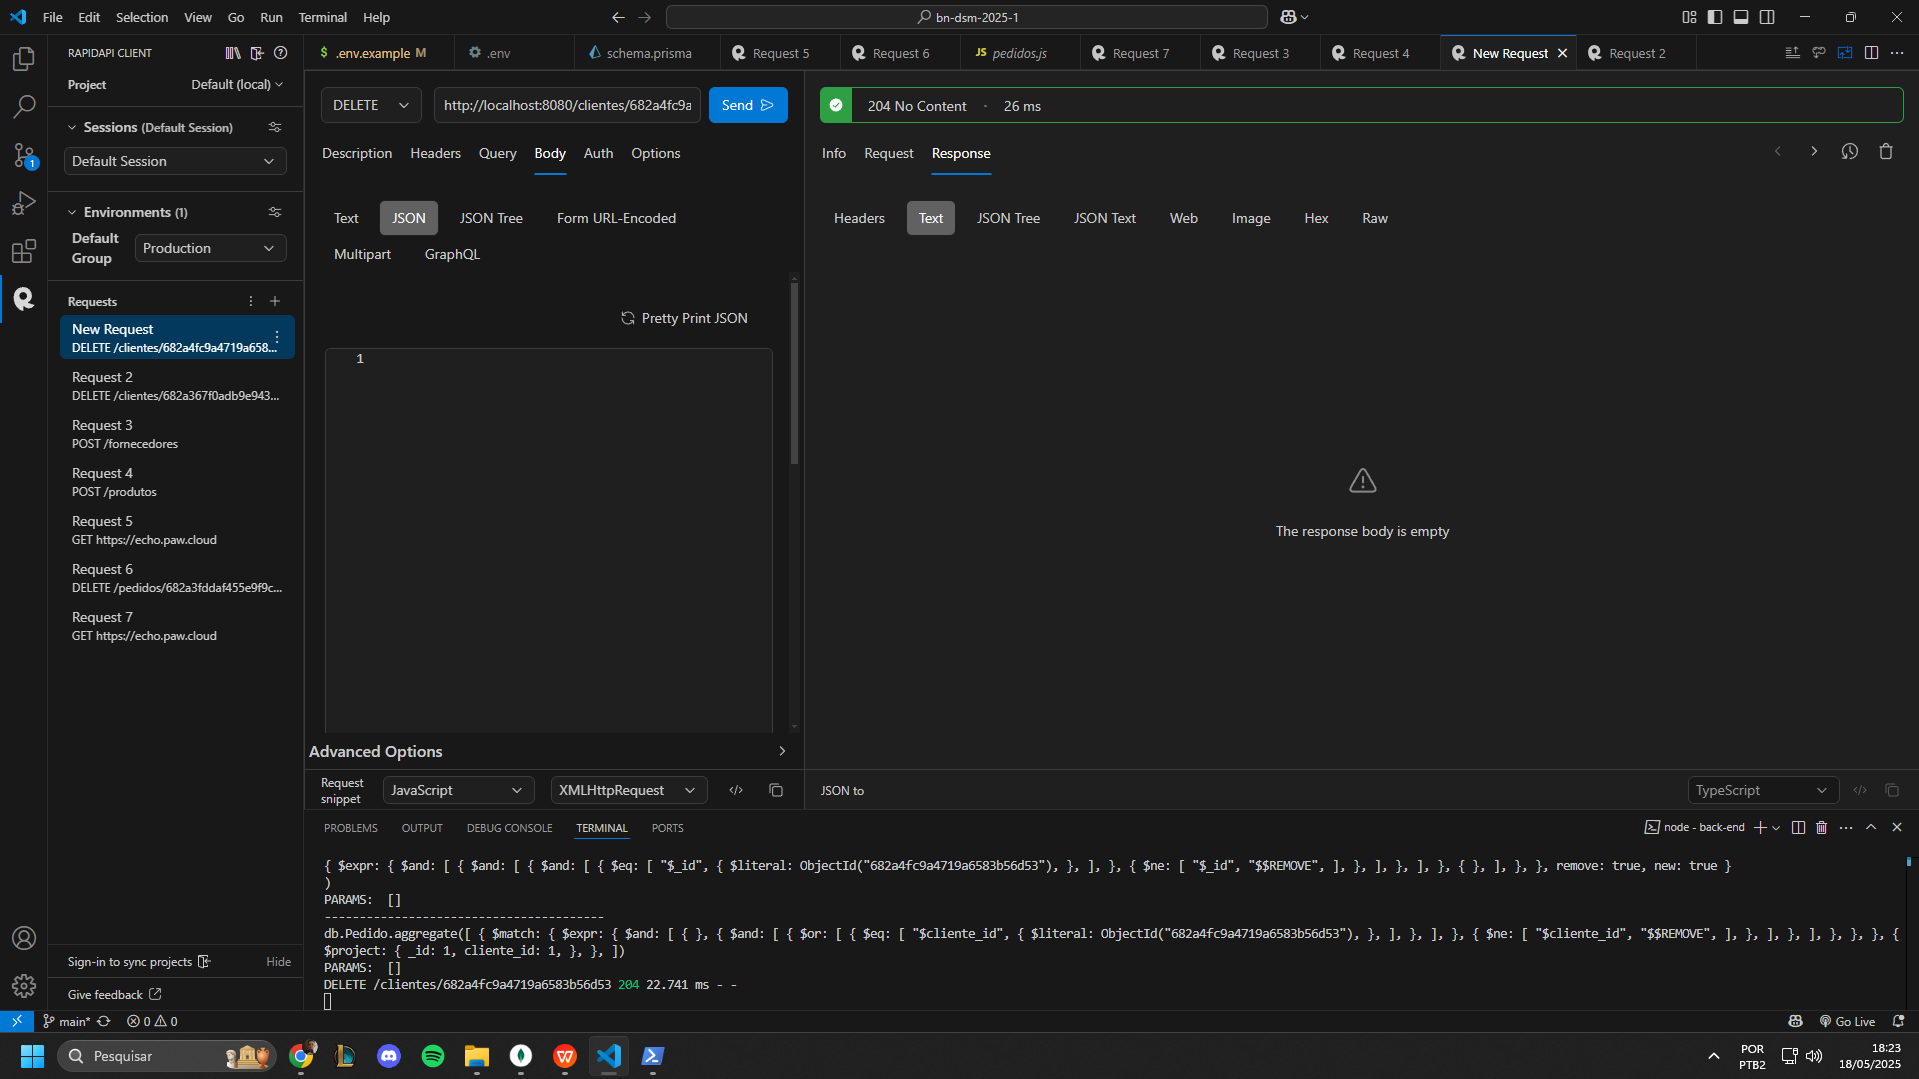 File Edit Selection View Go Run Terminal Help
bn-dsm-2025-1
RAPIDAPI CLIENT
$ .env.example M
.env
schema.prisma
Request 5
Request 6
JS pedidos.js
Request 7
Request 3
Request 4
New Request
Request 2
Project
Default (local)
Sessions (Default Session)
Default Session
Environments (1)
Default Group
Production
Requests
New Request
DELETE /clientes/682a4fc9a4719a658...
Request 2
DELETE /clientes/682a367f0adb9e943...
Request 3
POST /fornecedores
Request 4
POST /produtos
Request 5
GET https://echo.paw.cloud
Request 6
DELETE /pedidos/682a3fddaf455e9f9c...
Request 7
GET https://echo.paw.cloud
Sign-in to sync projects
Hide
Give feedback
DELETE
http://localhost:8080/clientes/682a4fc9a
Send
Description Headers Query Body Auth Options
Text JSON JSON Tree Form URL-Encoded
Multipart GraphQL
Pretty Print JSON
1
Advanced Options
Request snippet
JavaScript
XMLHttpRequest
204 No Content · 26 ms
Info Request Response
Headers Text JSON Tree JSON Text Web Image Hex Raw
The response body is empty
JSON to
TypeScript
PROBLEMS OUTPUT DEBUG CONSOLE TERMINAL PORTS
node - back-end
{ $expr: { $and: [ { $and: [ { $and: [ { $eq: [ "$_id", { $literal: ObjectId("682a4fc9a4719a6583b56d53"), }, ], }, { $ne: [ "$_id", "$$REMOVE", ], }, ], }, ], }, { }, ], }, }, remove: true, new: true }
)
PARAMS: []
----------------------------------------
db.Pedido.aggregate([ { $match: { $expr: { $and: [ { }, { $and: [ { $or: [ { $eq: [ "$cliente_id", { $literal: ObjectId("682a4fc9a4719a6583b56d53"), }, ], }, ], }, { $ne: [ "$cliente_id", "$$REMOVE", ], }, ], }, ], }, }, }, {
$project: { _id: 1, cliente_id: 1, }, }, ])
PARAMS: []
DELETE /clientes/682a4fc9a4719a6583b56d53 204 22.741 ms - -
main*
0 0
Go Live
1
Pesquisar
POR
PTB2
18:23
18/05/2025